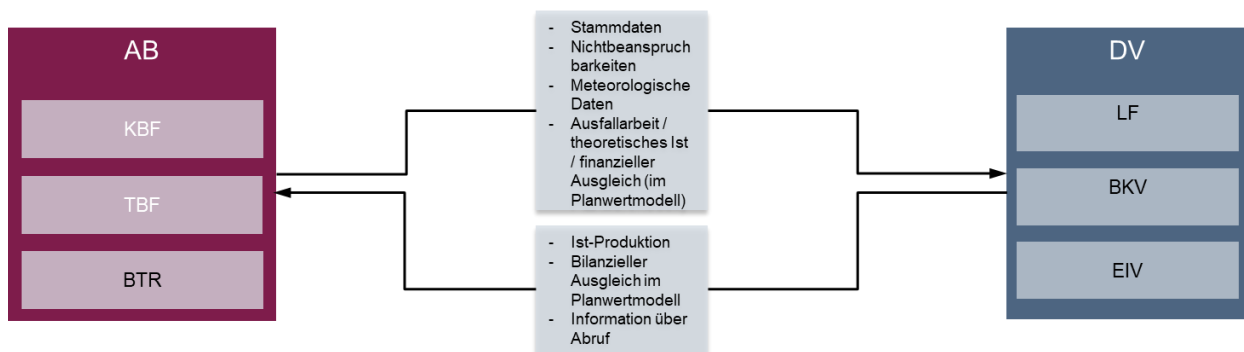 AB
KBF
TBF
BTR
- Stammdaten
- Nichtbeanspruch
barkeiten
- Meteorologische
Daten
- Ausfallarbeit /
theoretisches Ist
/ finanzieller
Ausgleich (im
Planwertmodell)
- Ist-Produktion
- Bilanzieller
Ausgleich im
Planwertmodell
- Information über
Abruf
DV
LF
BKV
EIV